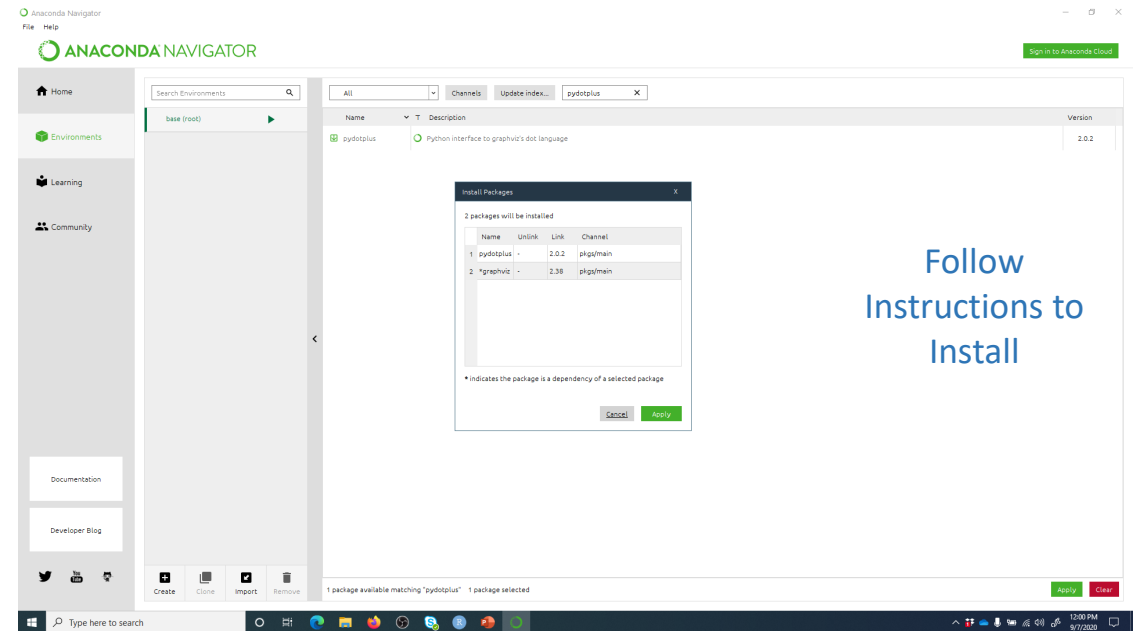 Anaconda Navigator
File Help
ANACONDA NAVIGATOR
Sign in to Anaconda Cloud
Home
Environments
Learning
Community
Documentation
Developer Blog
You Tube
Search Environments
base (root)
Create Clone Import Remove
All Channels Update index... pydotplus X
Name T Description Version
pydotplus Python interface to graphviz's dot language 2.0.2
Install Packages X
2 packages will be installed
Name Unlink Link Channel
1 pydotplus - 2.0.2 pkgs/main
2 *graphviz - 2.38 pkgs/main
* indicates the package is a dependency of a selected package
Cancel Apply
Follow
Instructions to
Install
1 package available matching "pydotplus" 1 package selected
Apply Clear
Type here to search
12:00 PM
9/7/2020